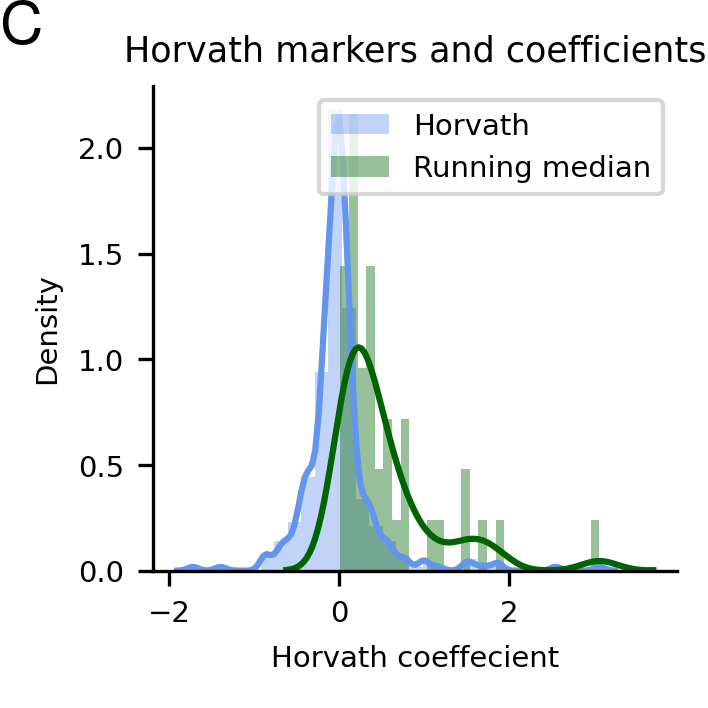 C
Horvath markers and coefficients
Horvath
Running median
2.0
1.5
1.0
0.5
0.0
Density
−2
0
2
Horvath coeffecient